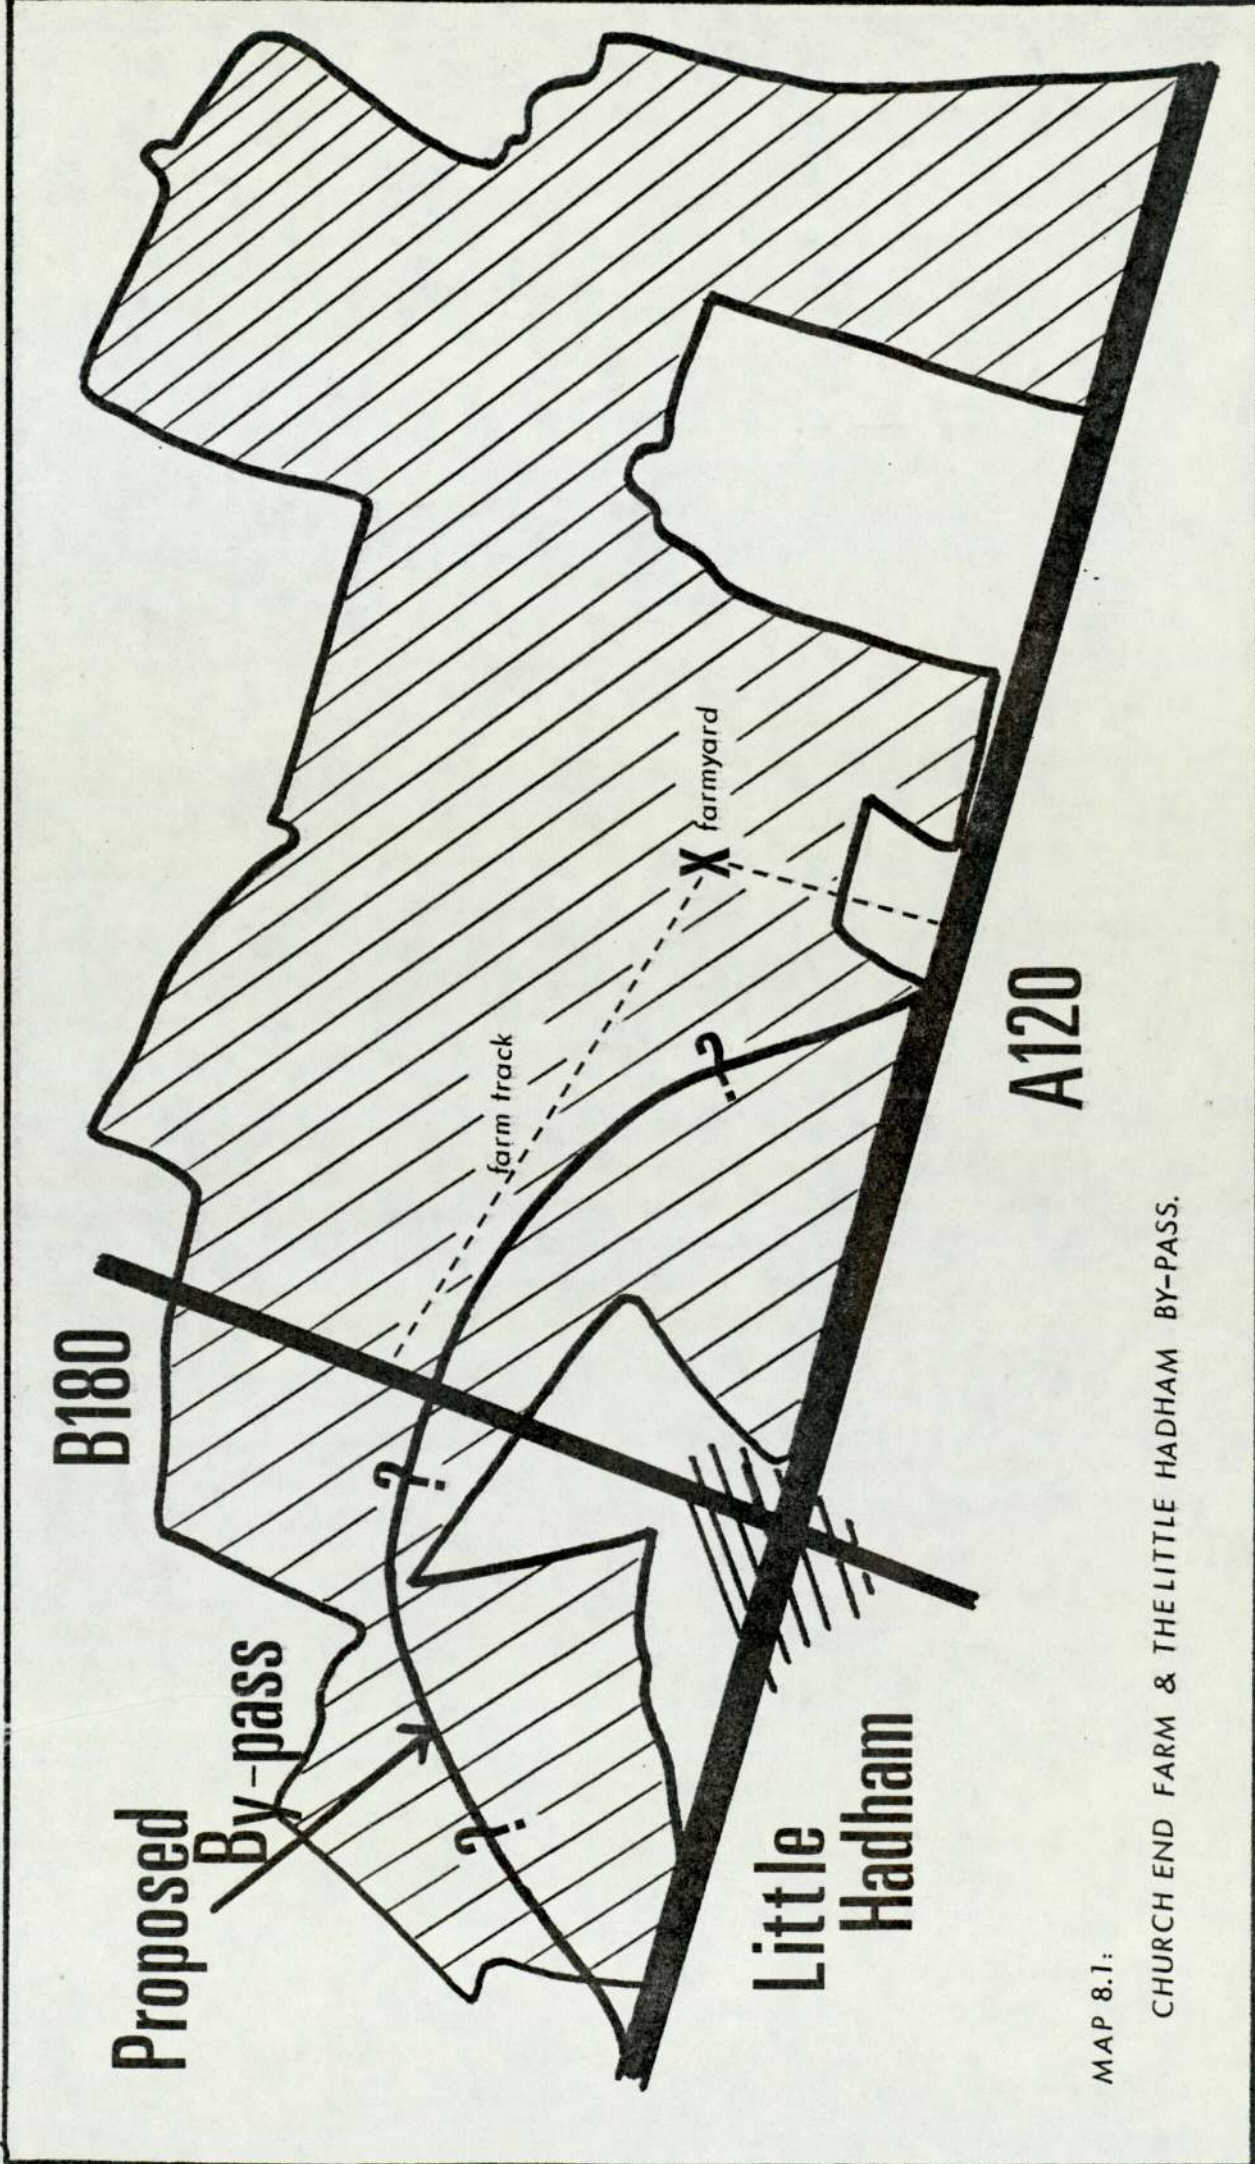 Proposed
By-pass
B180
?
?
?
farm track
X farmyard
A120
Little
Hadham
MAP 8.1:
CHURCH END FARM & THE LITTLE HADHAM BY-PASS.